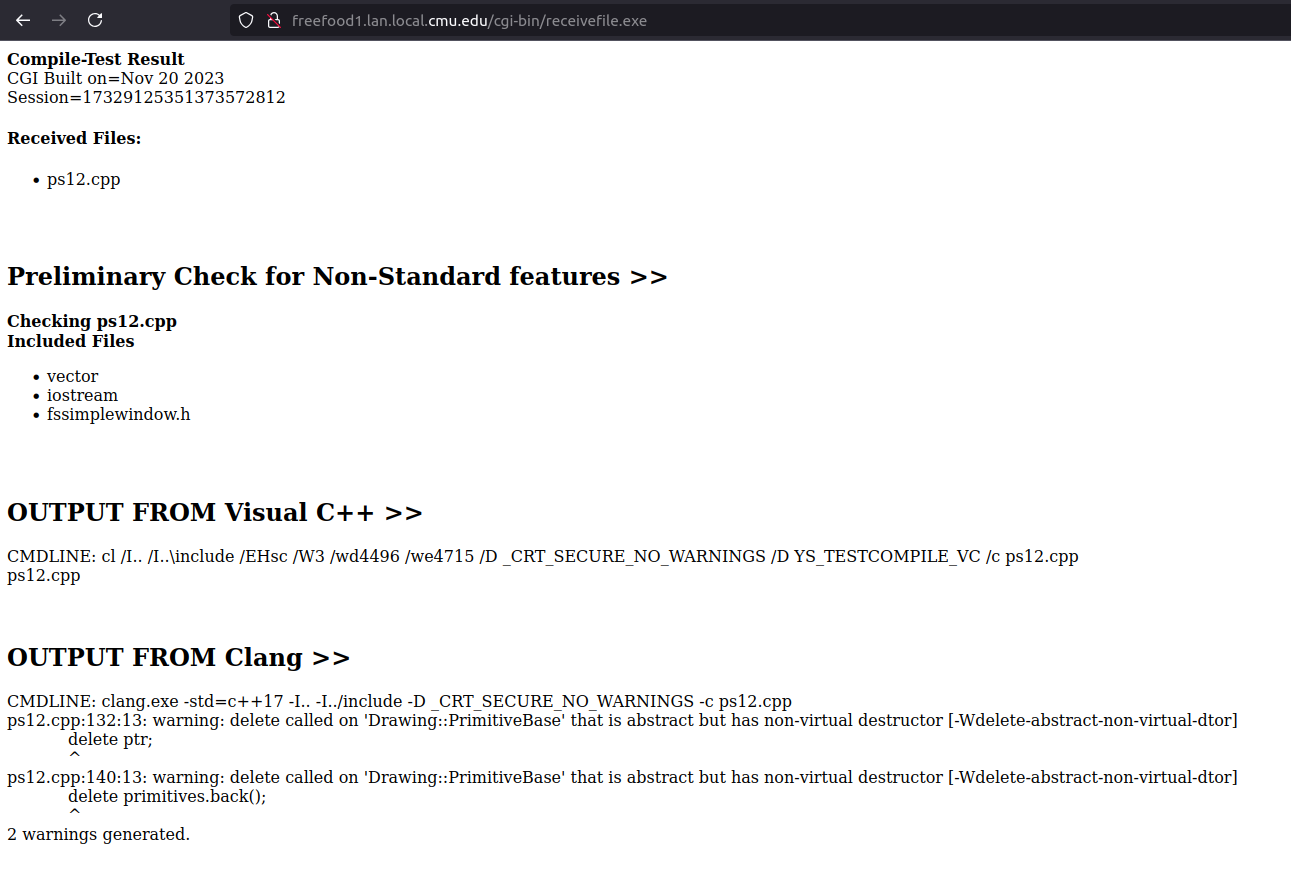 freefood1.lan.local.cmu.edu/cgi-bin/receivefile.exe
Compile-Test Result
CGI Built on=Nov 20 2023
Session=17329125351373572812
Received Files:
• ps12.cpp
Preliminary Check for Non-Standard features >>
Checking ps12.cpp
Included Files
• vector
• iostream
• fssimplewindow.h
OUTPUT FROM Visual C++ >>
CMDLINE: cl /I.. /I..\include /EHsc /W3 /wd4496 /we4715 /D _CRT_SECURE_NO_WARNINGS /D YS_TESTCOMPILE_VC /c ps12.cpp
ps12.cpp
OUTPUT FROM Clang >>
CMDLINE: clang.exe -std=c++17 -I.. -I../include -D _CRT_SECURE_NO_WARNINGS -c ps12.cpp
ps12.cpp:132:13: warning: delete called on 'Drawing::PrimitiveBase' that is abstract but has non-virtual destructor [-Wdelete-abstract-non-virtual-dtor]
delete ptr;
^
ps12.cpp:140:13: warning: delete called on 'Drawing::PrimitiveBase' that is abstract but has non-virtual destructor [-Wdelete-abstract-non-virtual-dtor]
delete primitives.back();
^
2 warnings generated.